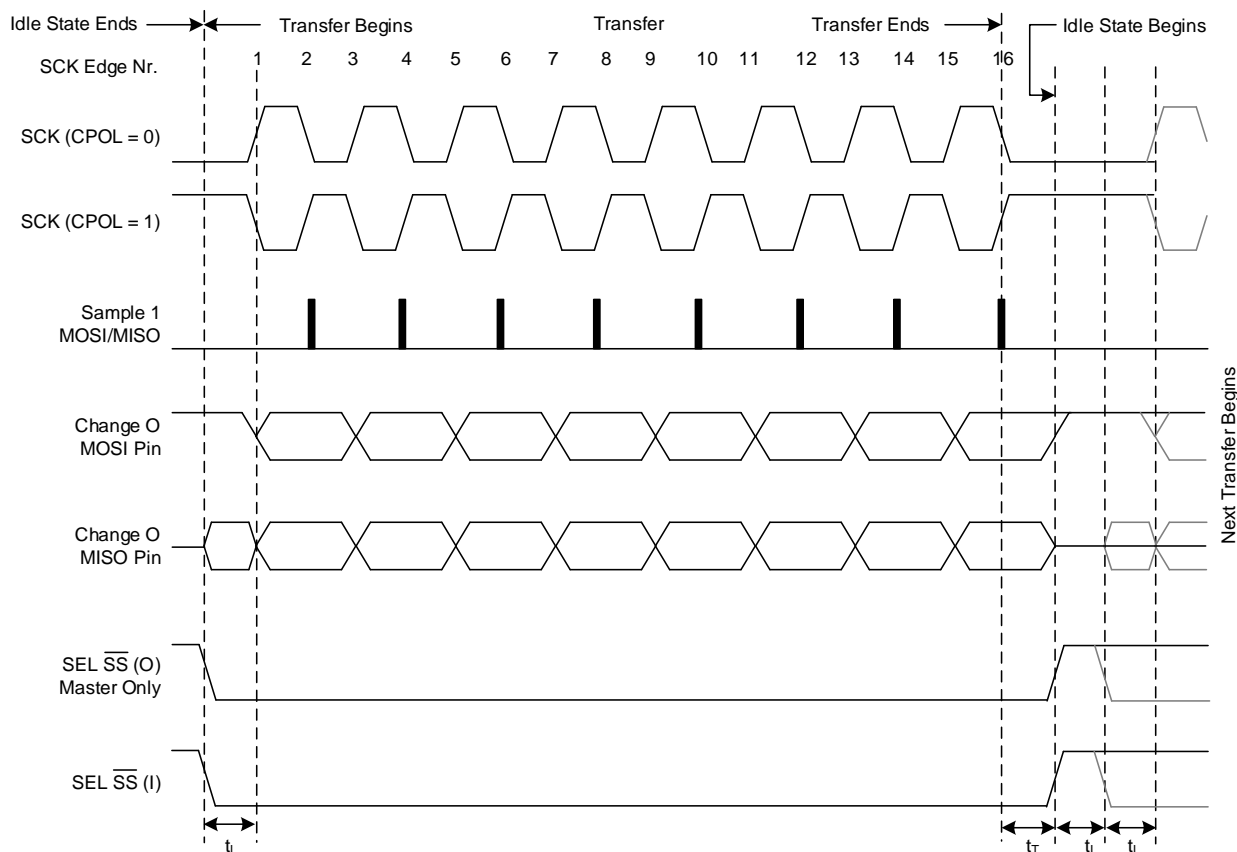 Idle State Ends
Transfer Begins
Transfer
Transfer Ends
Idle State Begins
SCK Edge Nr.
1 2 3 4 5 6 7 8 9 10 11 12 13 14 15 16
SCK (CPOL = 0)
SCK (CPOL = 1)
Sample 1
MOSI/MISO
Change O
MOSI Pin
Change O
MISO Pin
SEL SS (O)
Master Only
SEL SS (I)
tL
tT
tI
tL
Next Transfer Begins